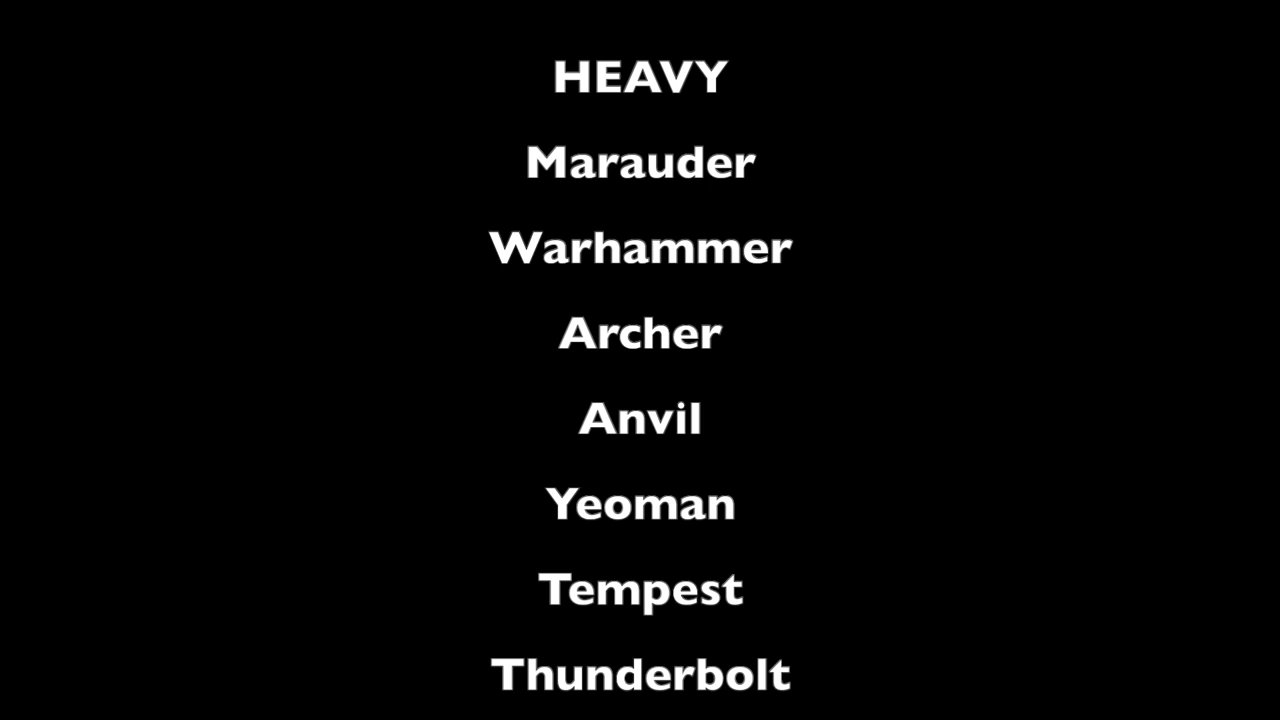 HEAVY
Marauder
Warhammer
Archer
Anvil
Yeoman
Tempest
Thunderbolt